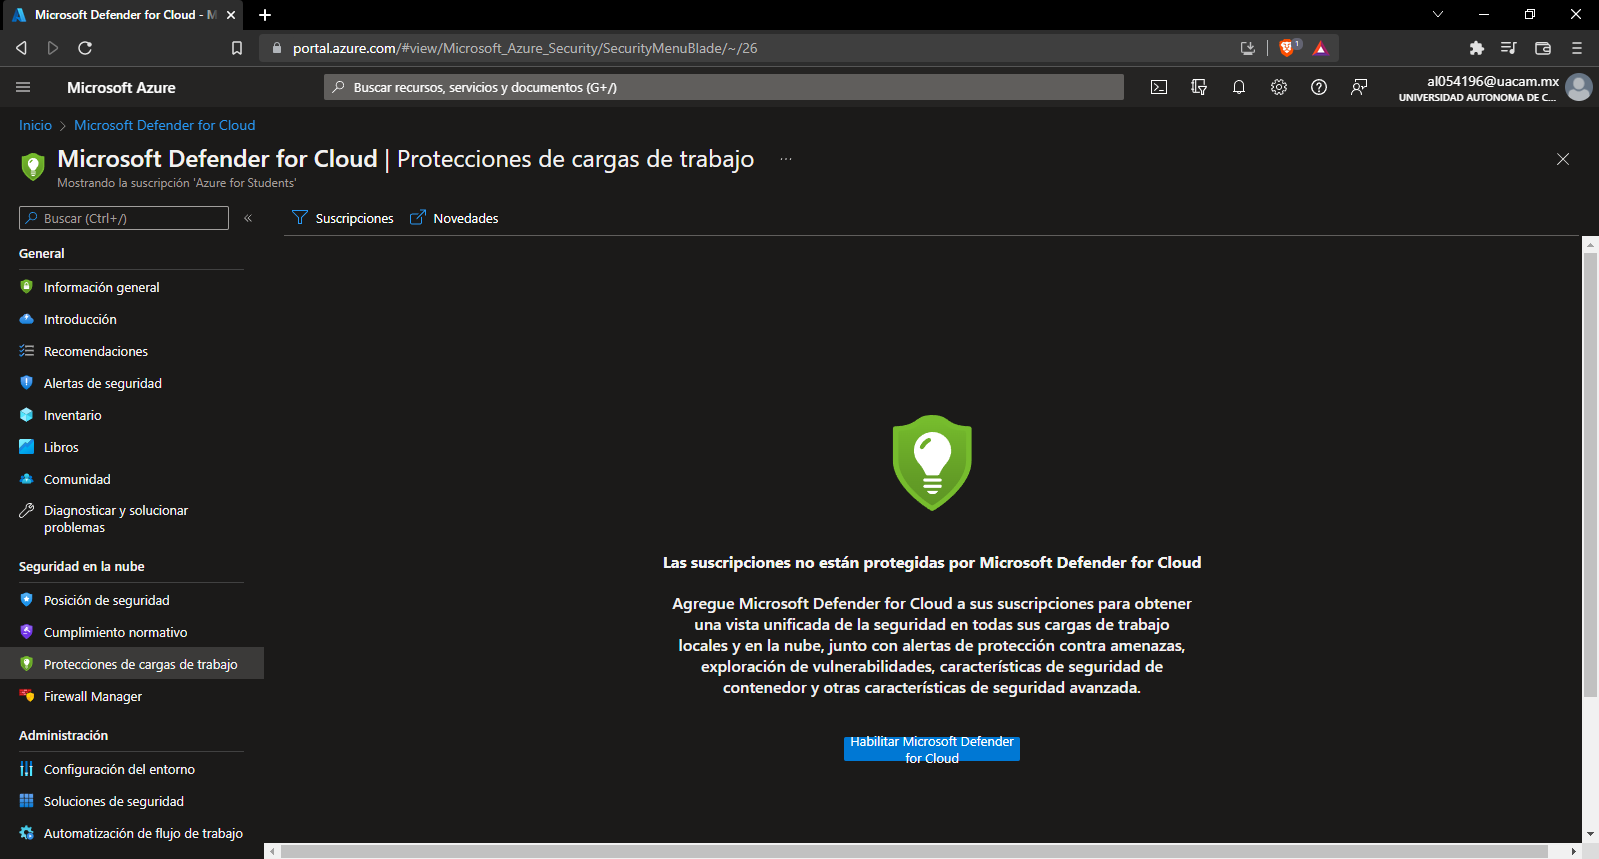 Microsoft Defender for Cloud - M
portal.azure.com/#view/Microsoft_Azure_Security/SecurityMenuBlade/~/26
1
Microsoft Azure
Buscar recursos, servicios y documentos (G+/)
al054196@uacam.mx
UNIVERSIDAD AUTONOMA DE C...
Inicio > Microsoft Defender for Cloud
Microsoft Defender for Cloud | Protecciones de cargas de trabajo ...
Mostrando la suscripción 'Azure for Students'
Buscar (Ctrl+/) «
Suscripciones
Novedades
General
Información general
Introducción
Recomendaciones
Alertas de seguridad
Inventario
Libros
Comunidad
Diagnosticar y solucionar
problemas
Seguridad en la nube
Posición de seguridad
Cumplimiento normativo
Protecciones de cargas de trabajo
Firewall Manager
Administración
Configuración del entorno
Soluciones de seguridad
Automatización de flujo de trabajo
Las suscripciones no están protegidas por Microsoft Defender for Cloud
Agregue Microsoft Defender for Cloud a sus suscripciones para obtener
una vista unificada de la seguridad en todas sus cargas de trabajo
locales y en la nube, junto con alertas de protección contra amenazas,
exploración de vulnerabilidades, características de seguridad de
contenedor y otras características de seguridad avanzada.
Habilitar Microsoft Defender
for Cloud